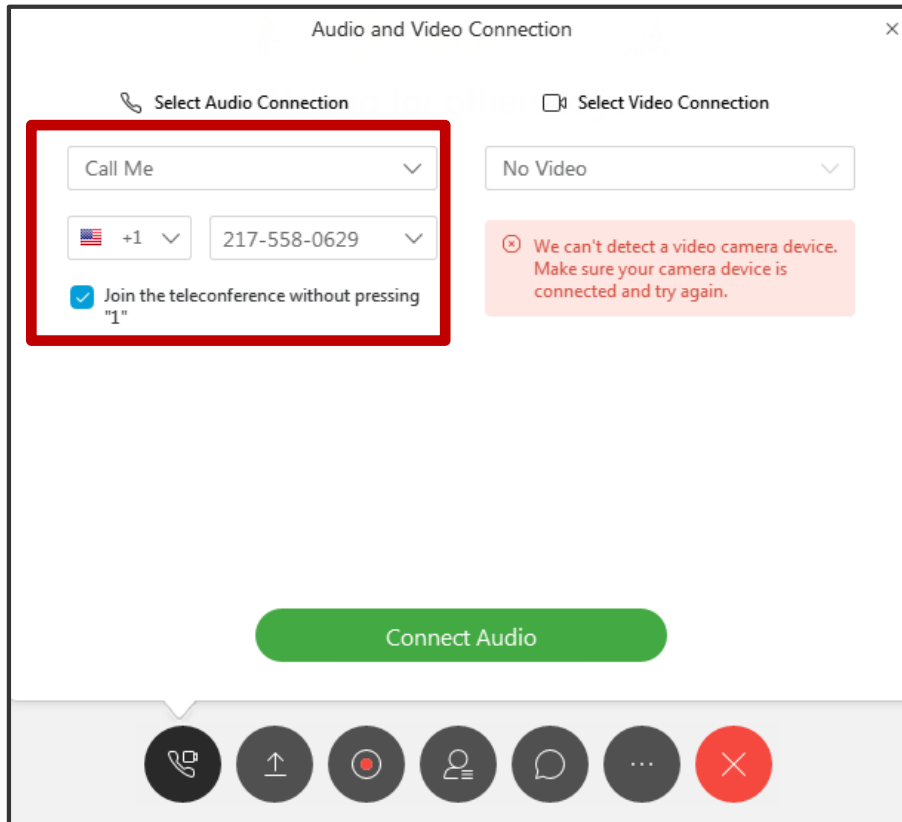 Audio and Video Connection
Select Audio Connection
Call Me
+1
217-558-0629
Join the teleconference without pressing
"1"
Select Video Connection
No Video
We can't detect a video camera device.
Make sure your camera device is
connected and try again.
Connect Audio